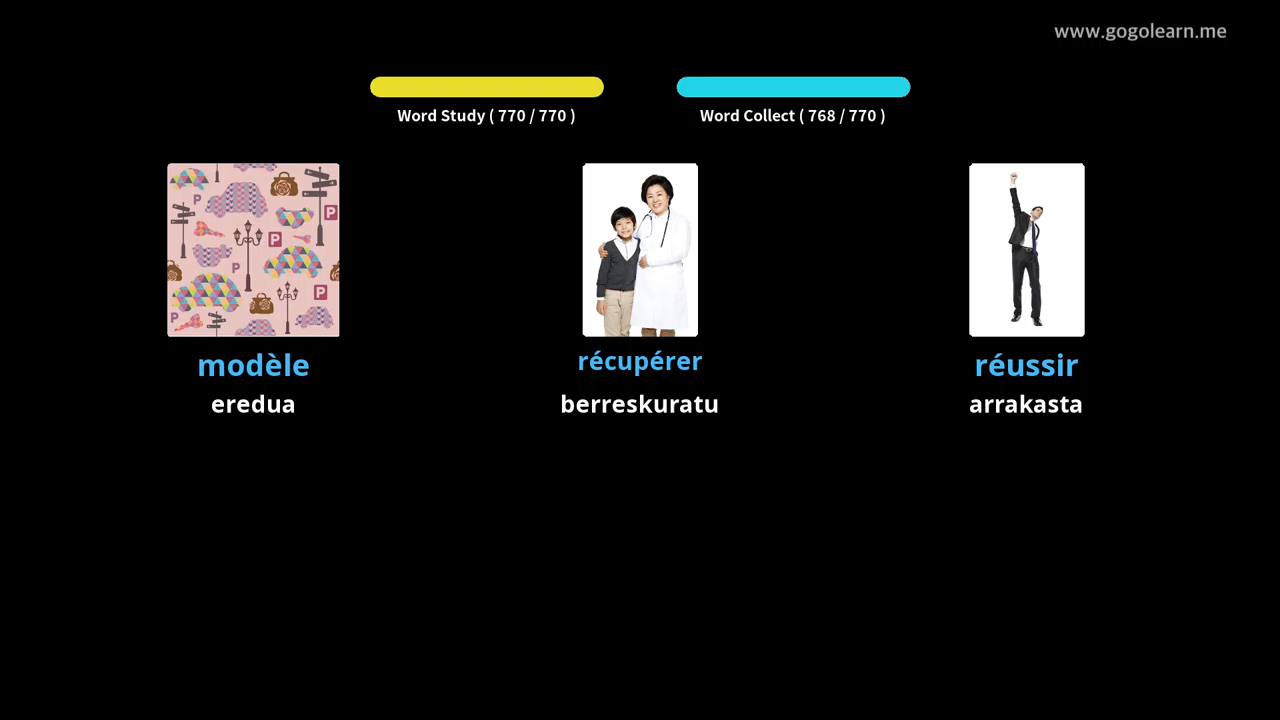 www.gogolearn.me
Word Study ( 770 / 770 )
Word Collect ( 768 / 770 )
P
P
P
P
P
P
modèle
récupérer
réussir
eredua
berreskuratu
arrakasta